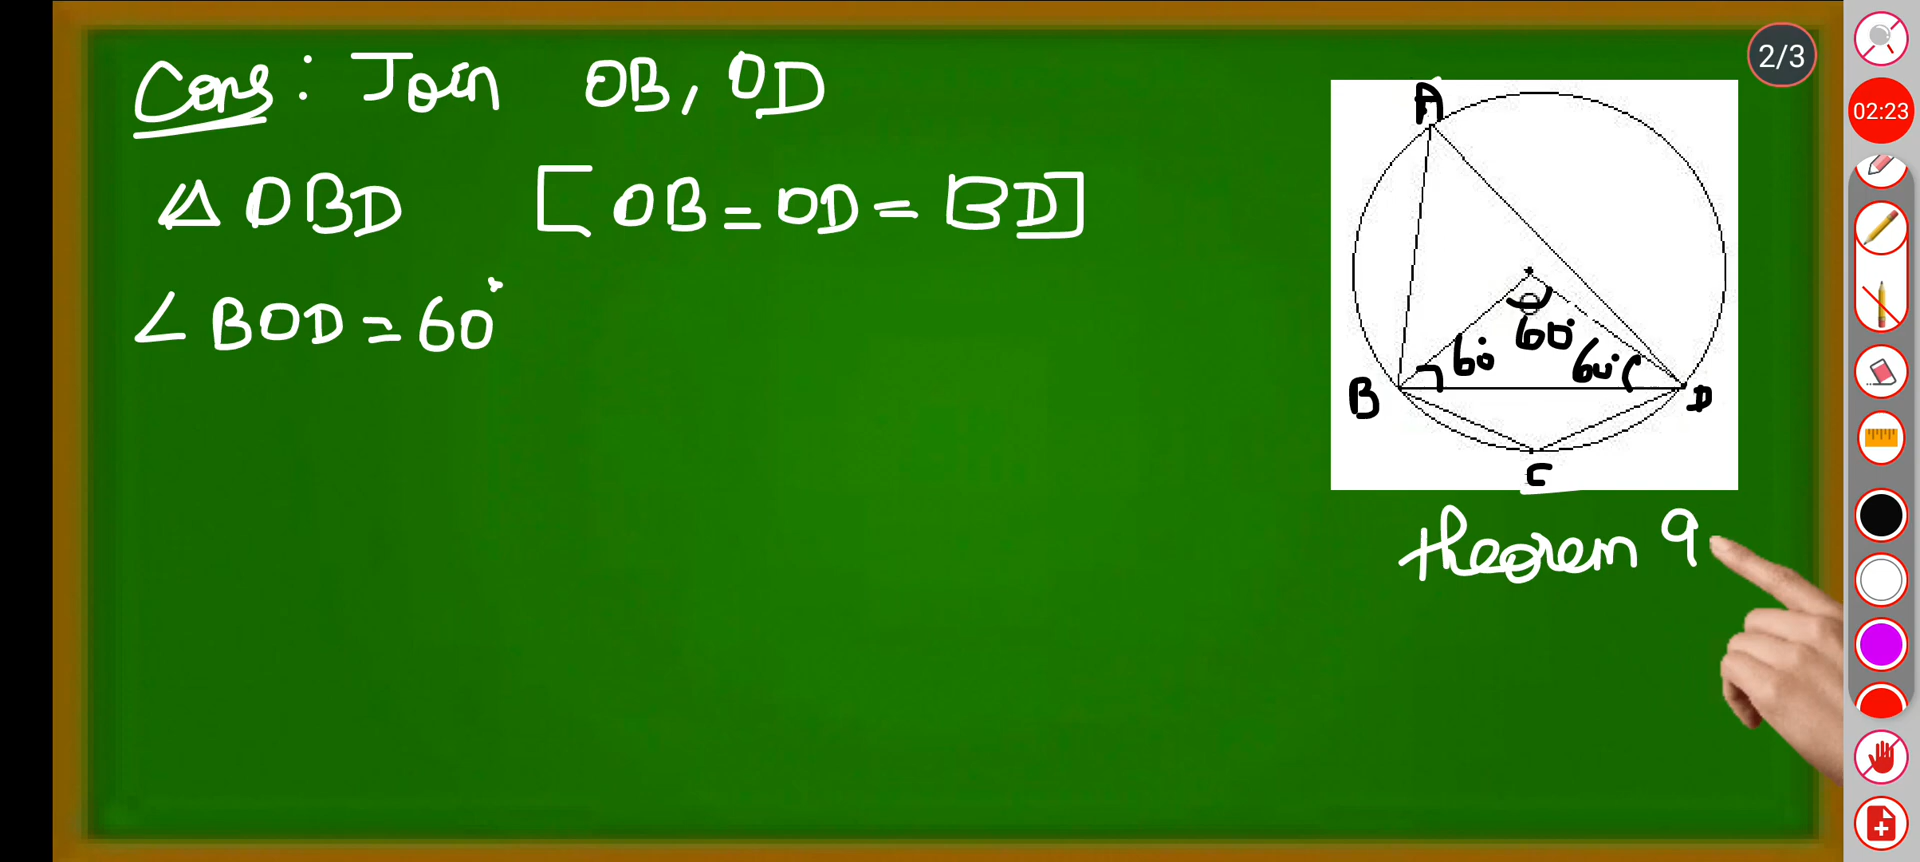 Cons: Join OB, OD
△ OBD [OB = OD = BD]
∠ BOD = 60°
2/3
02:23
A
O
60°
60°
60°
B
D
C
theorem 9